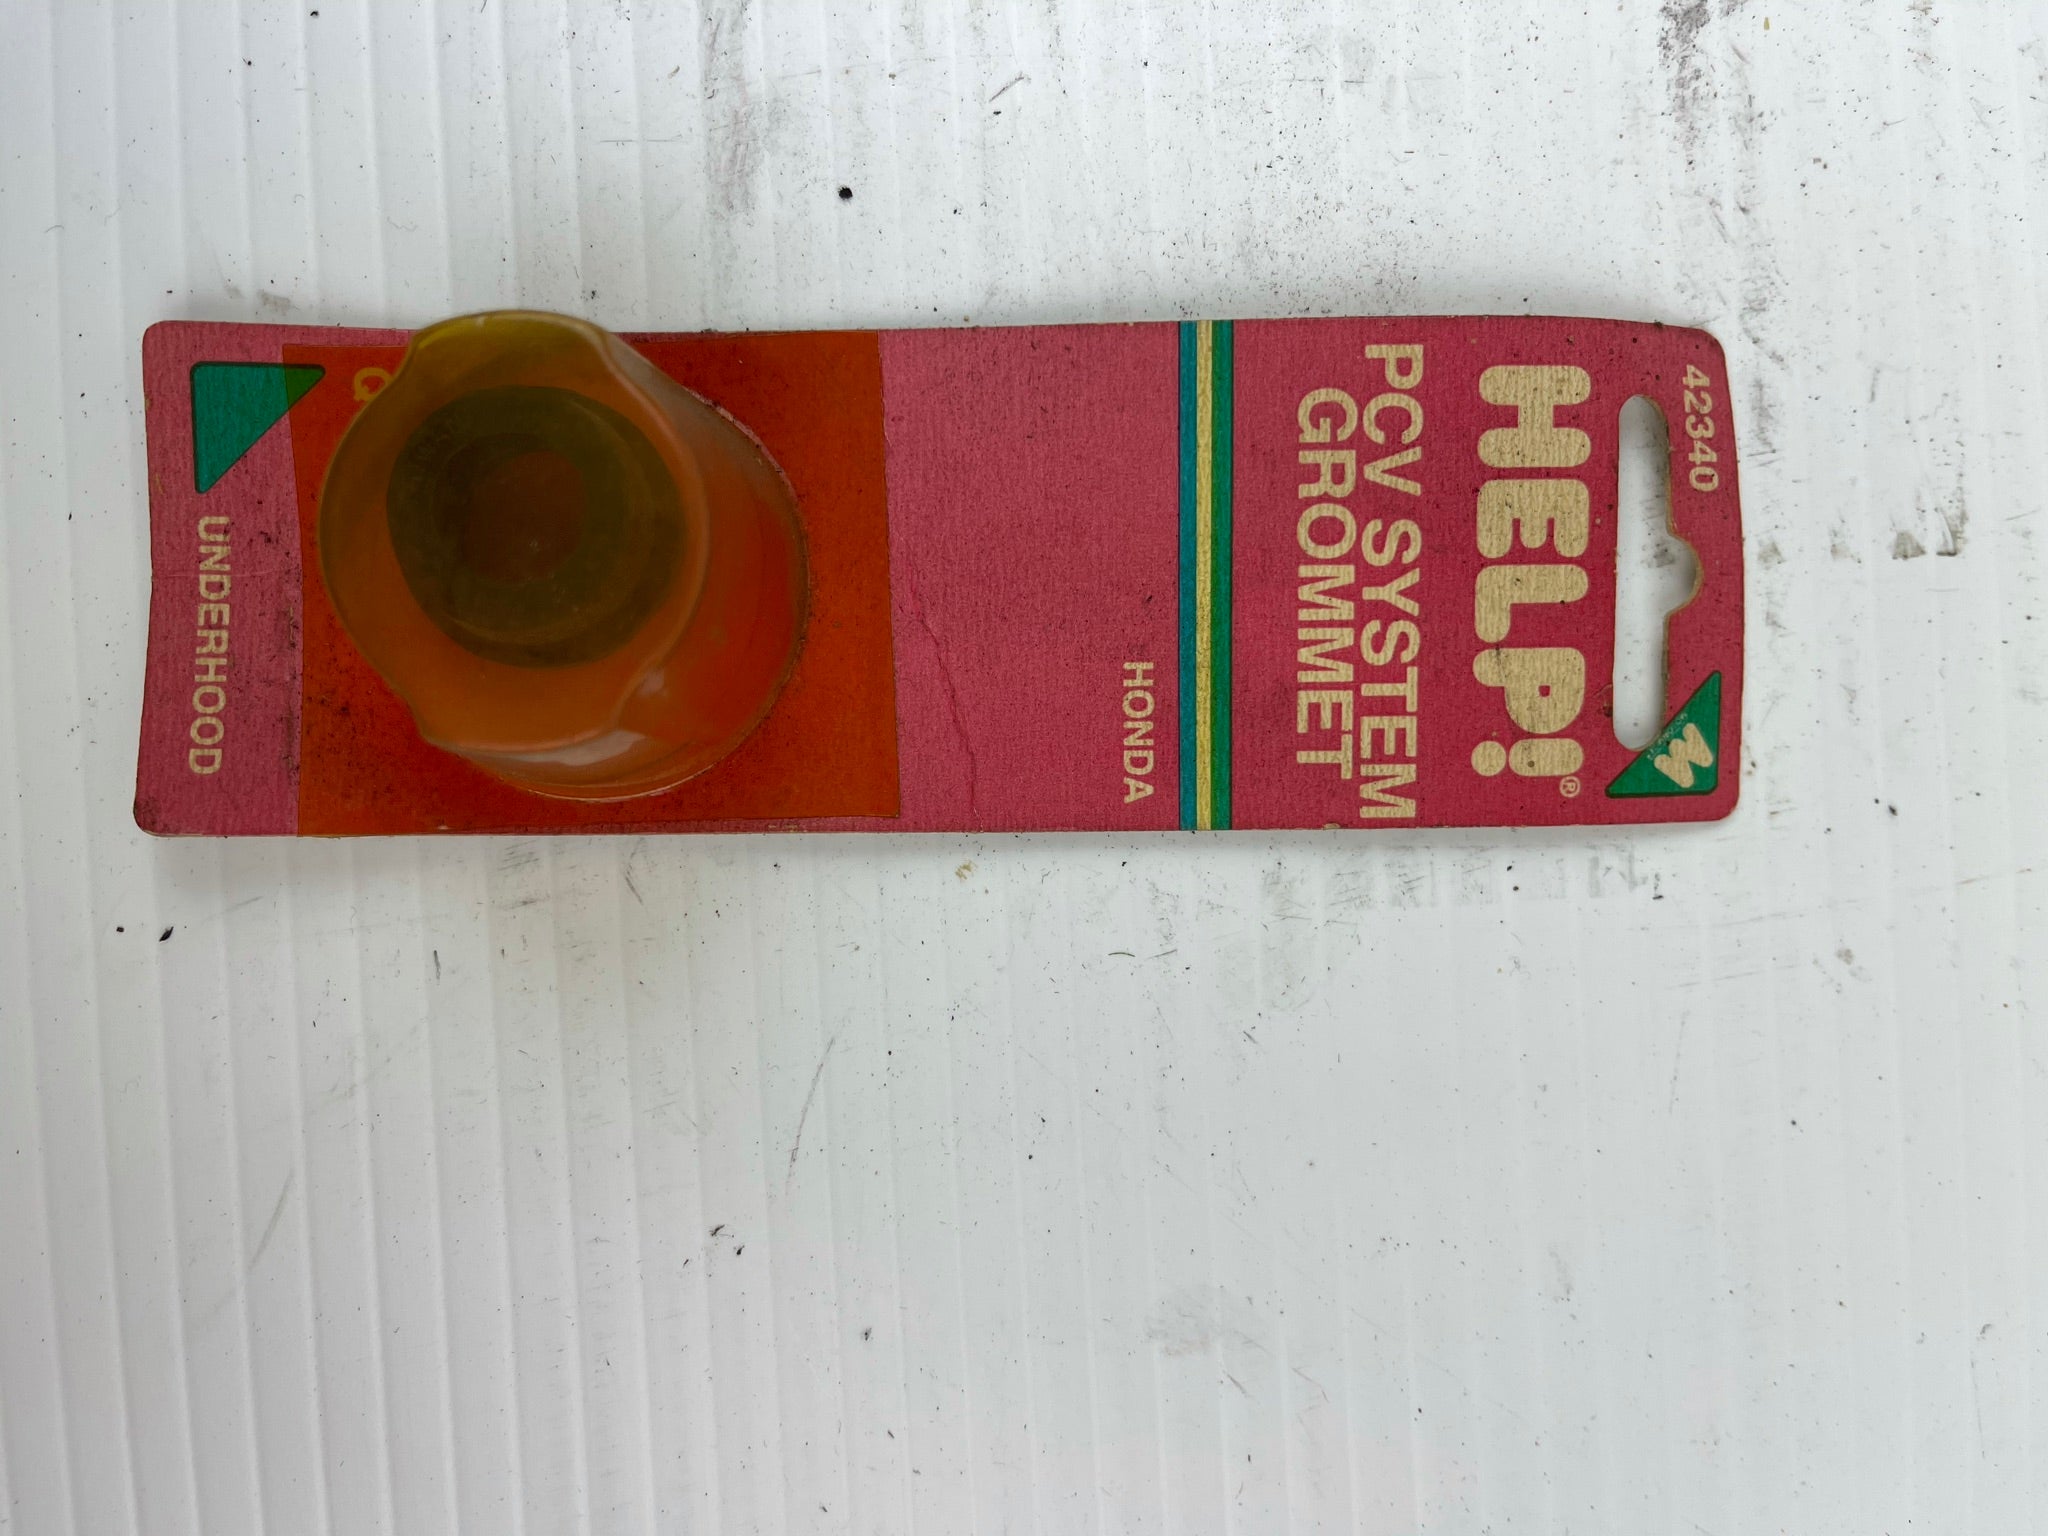 42340
HELP!®
PCV SYSTEM
GROMMET
HONDA
UNDERHOOD